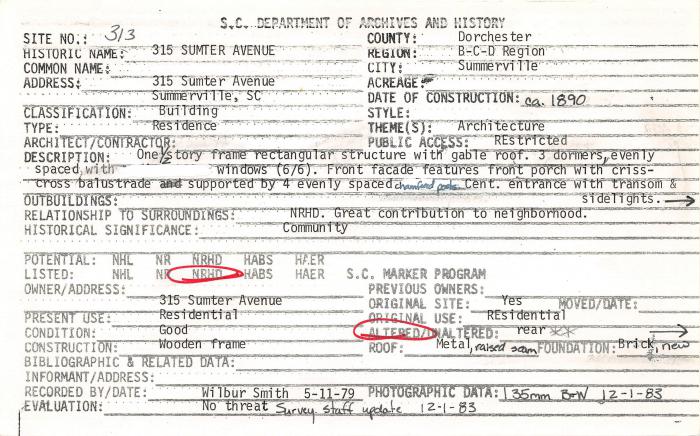 S.C. DEPARTMENT OF ARCHIVES AND HISTORY
SITE NO.: 313 COUNTY: Dorchester
HISTORIC NAME: 315 SUMTER AVENUE REGION: B-C-D Region
COMMON NAME: CITY: Summerville
ADDRESS: 315 Sumter Avenue ACREAGE:
Summerville, SC DATE OF CONSTRUCTION: ca. 1890
CLASSIFICATION: Building STYLE:
TYPE: Residence THEME(S): Architecture
ARCHITECT/CONTRACTOR: PUBLIC ACCESS: REstricted
DESCRIPTION: One ½ story frame rectangular structure with gable roof. 3 dormers, evenly
spaced, with windows (6/6). Front facade features front porch with criss-
cross balustrade and supported by 4 evenly spaced chamfered posts. Cent. entrance with transom &
OUTBUILDINGS: sidelights. →
RELATIONSHIP TO SURROUNDINGS: NRHD. Great contribution to neighborhood.
HISTORICAL SIGNIFICANCE: Community
POTENTIAL: NHL NR NRHD HABS HAER
LISTED: NHL NR NRHD HABS HAER S.C. MARKER PROGRAM
OWNER/ADDRESS: PREVIOUS OWNERS:
315 Sumter Avenue ORIGINAL SITE: Yes MOVED/DATE:
PRESENT USE: Residential ORIGINAL USE: REsidential
CONDITION: Good ALTERED/UNALTERED: rear ** →
CONSTRUCTION: Wooden frame ROOF: Metal, raised seam FOUNDATION: Brick, new
BIBLIOGRAPHIC & RELATED DATA:
INFORMANT/ADDRESS:
RECORDED BY/DATE: Wilbur Smith 5-11-79 PHOTOGRAPHIC DATA: 35mm B+W 12-1-83
EVALUATION: No threat Survey staff update 12-1-83